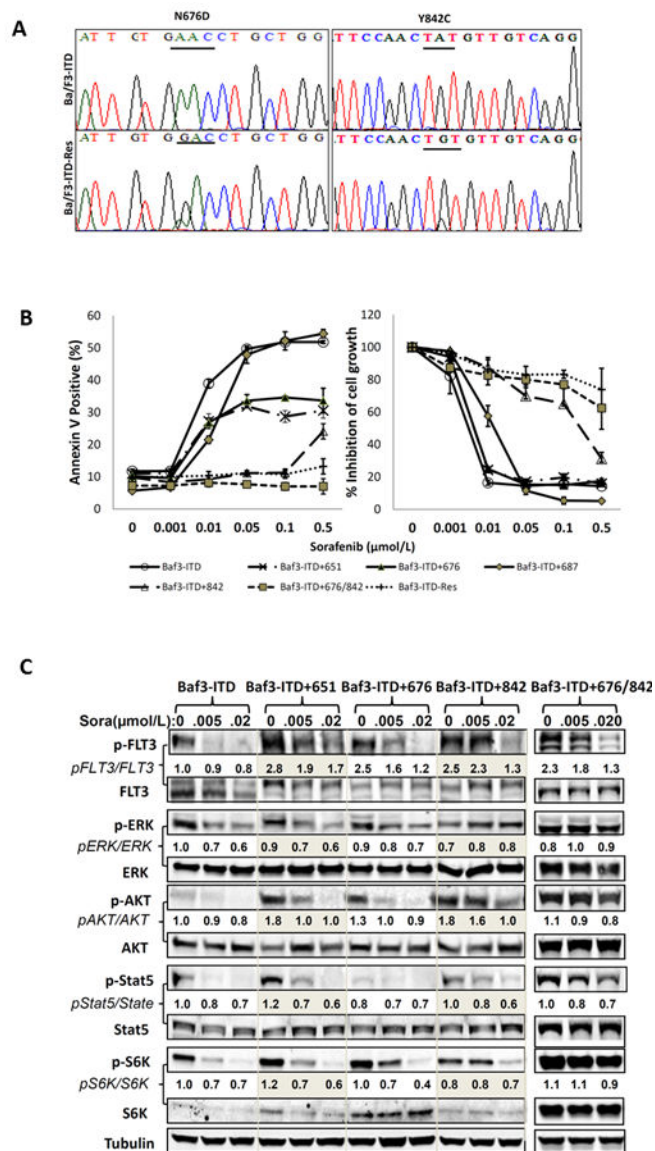 A
N676D Y842C
Ba/F3-ITD
ATT GTGAACCTGCTGG TTCCAACTATGTTGTCAGG
Ba/F3-ITD-Res
ATT GTGGACCTGCTGG TTCCAACTGTGTTGTCAGG
B
Annexin V Positive (%)
60
50
40
30
20
10
0
0 0.001 0.01 0.05 0.1 0.5
% Inhibition of cell growth
120
100
80
60
40
20
0
0 0.001 0.01 0.05 0.1 0.5
Sorafenib (µmol/L)
Baf3-ITD Baf3-ITD+651 Baf3-ITD+676 Baf3-ITD+687
Baf3-ITD+842 Baf3-ITD+676/842 Baf3-ITD-Res
C
Baf3-ITD Baf3-ITD+651 Baf3-ITD+676 Baf3-ITD+842 Baf3-ITD+676/842
Sora(µmol/L) 0 .005 .02 0 .005 .02 0 .005 .02 0 .005 .02 0 .005 .020
p-FLT3
pFLT3/FLT3 1.0 0.9 0.8 2.8 1.9 1.7 2.5 1.6 1.2 2.5 2.3 1.3 2.3 1.8 1.3
FLT3
p-ERK
pERK/ERK 1.0 0.7 0.6 0.9 0.7 0.6 0.9 0.8 0.7 0.7 0.8 0.8 0.8 1.0 0.9
ERK
p-AKT
pAKT/AKT 1.0 0.9 0.8 1.8 1.0 1.0 1.3 1.0 0.9 1.8 1.6 1.0 1.1 0.9 0.8
AKT
p-Stat5
pStat5/State 1.0 0.8 0.7 1.2 0.7 0.6 0.8 0.7 0.7 1.0 0.8 0.6 1.0 0.8 0.7
Stat5
p-S6K
pS6K/S6K 1.0 0.7 0.7 1.2 0.7 0.6 1.0 0.7 0.4 0.8 0.8 0.7 1.1 1.1 0.9
S6K
Tubulin